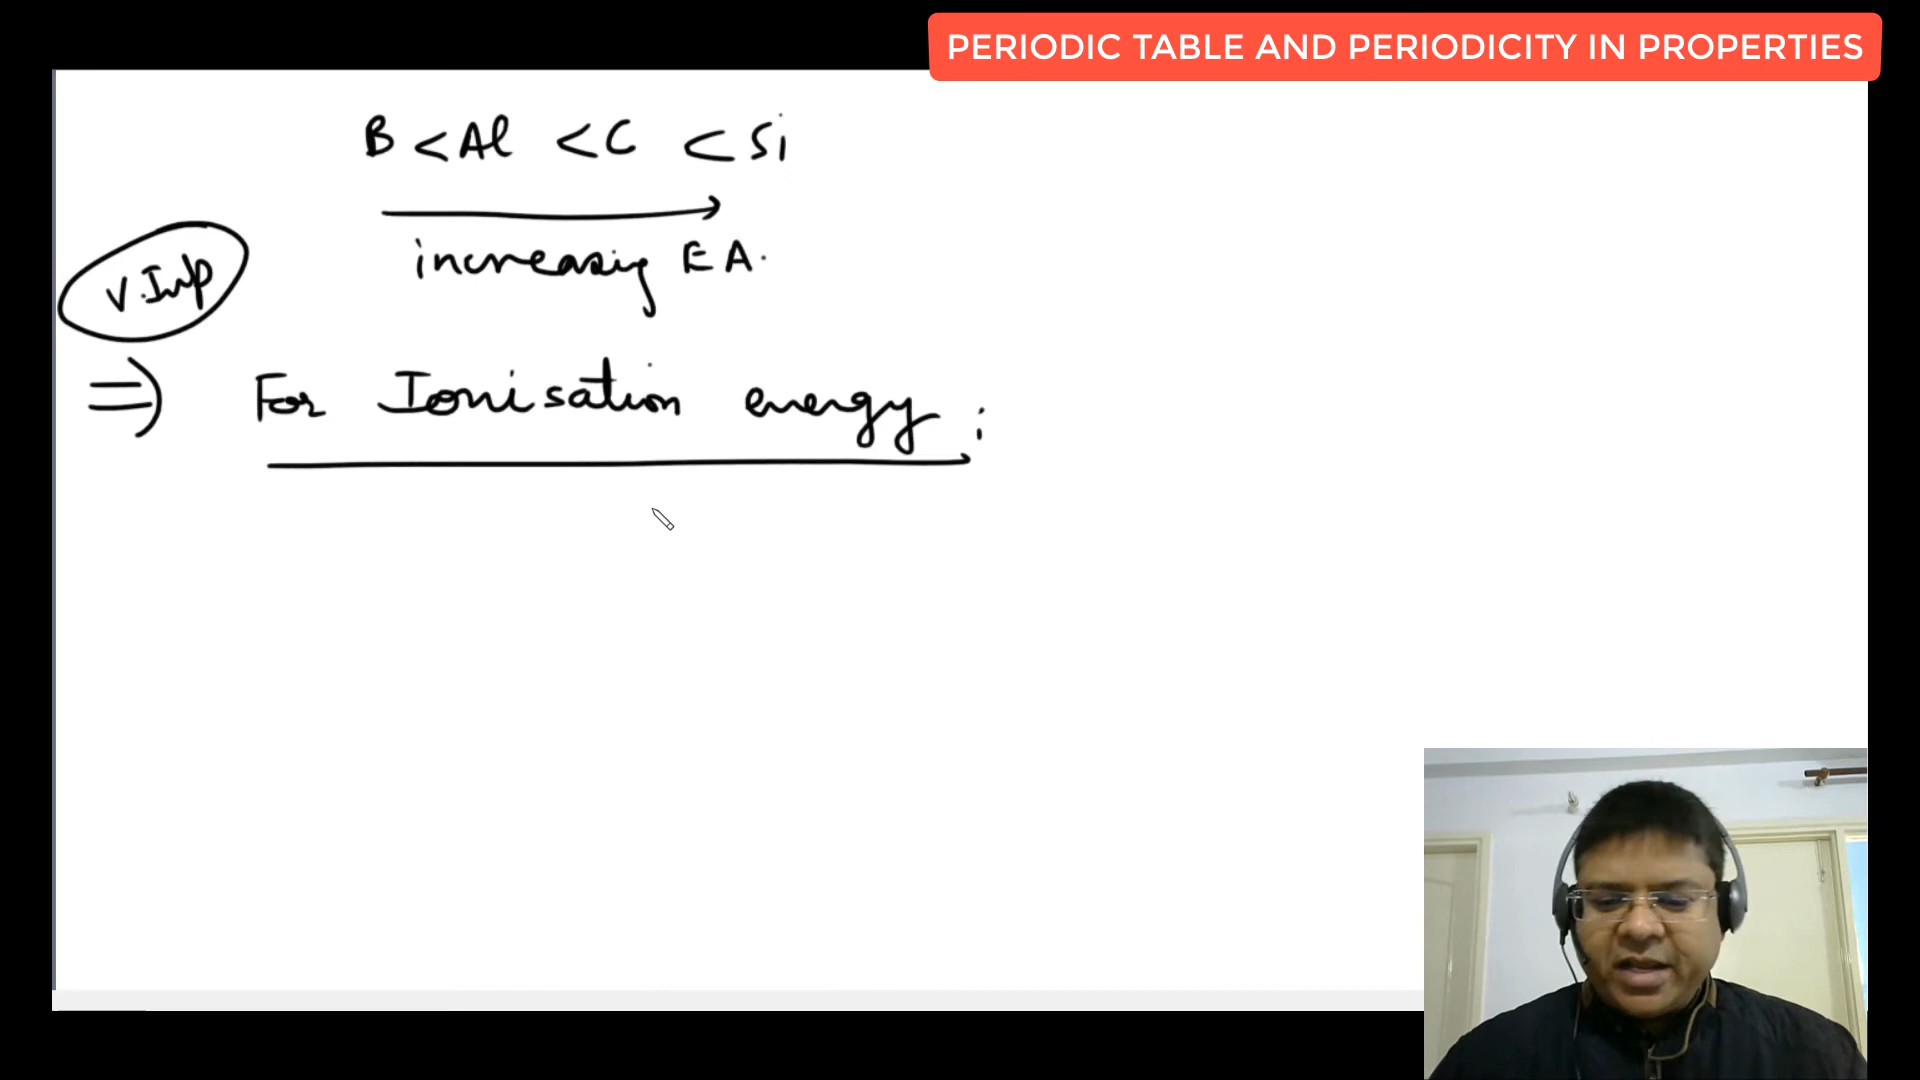 PERIODIC TABLE AND PERIODICITY IN PROPERTIES
B < Al < C < Si
increasing EA.
V.Imp
=) For Ionisation energy :